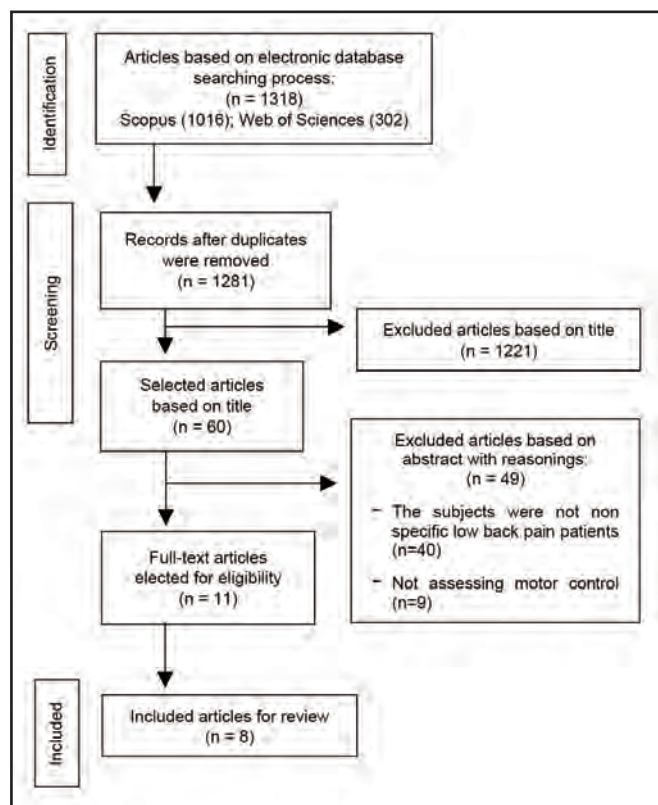 Identification
Articles based on electronic database
searching process:
(n = 1318)
Scopus (1016); Web of Sciences (302)
Screening
Records after duplicates
were removed
(n = 1281)
Excluded articles based on title
(n = 1221)
Selected articles
based on title
(n = 60)
Excluded articles based on
abstract with reasonings:
(n = 49)
− The subjects were not non
specific low back pain patients
(n=40)
− Not assessing motor control
(n=9)
Full-text articles
elected for eligibility
(n = 11)
Included
Included articles for review
(n = 8)